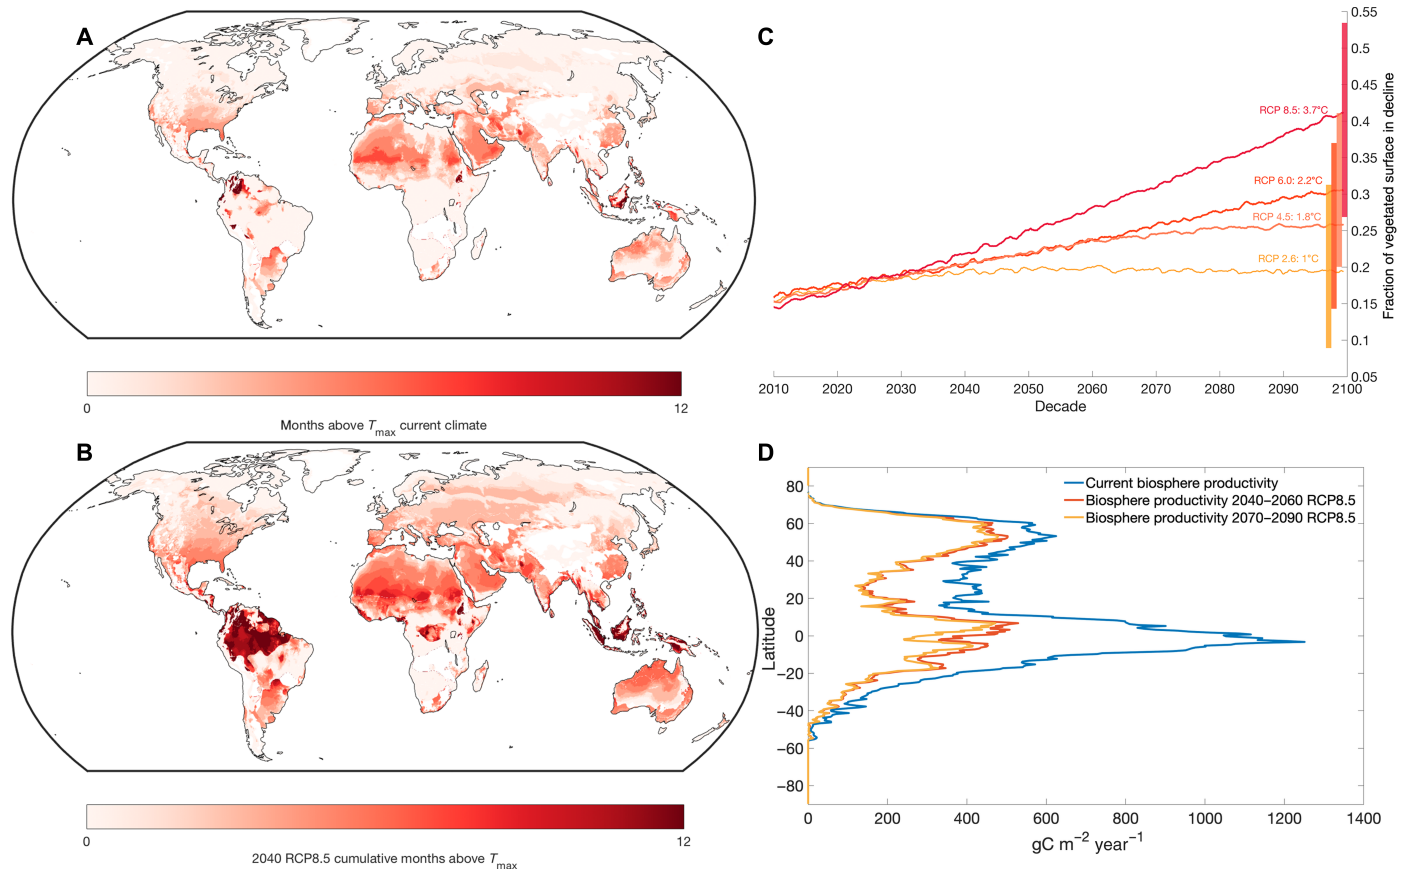 A
0
12
Months above Tmax current climate
B
0
12
2040 RCP8.5 cumulative months above Tmax
C
0.55
0.5
0.45
0.4
0.35
0.3
0.25
0.2
0.15
0.1
0.05
Fraction of vegetated surface in decline
RCP 8.5: 3.7°C
RCP 6.0: 2.2°C
RCP 4.5: 1.8°C
RCP 2.6: 1°C
2010 2020 2030 2040 2050 2060 2070 2080 2090 2100
Decade
D
Current biosphere productivity
Biosphere productivity 2040–2060 RCP8.5
Biosphere productivity 2070–2090 RCP8.5
80
60
40
20
0
−20
−40
−60
−80
Latitude
0 200 400 600 800 1000 1200 1400
gC m−2 year−1